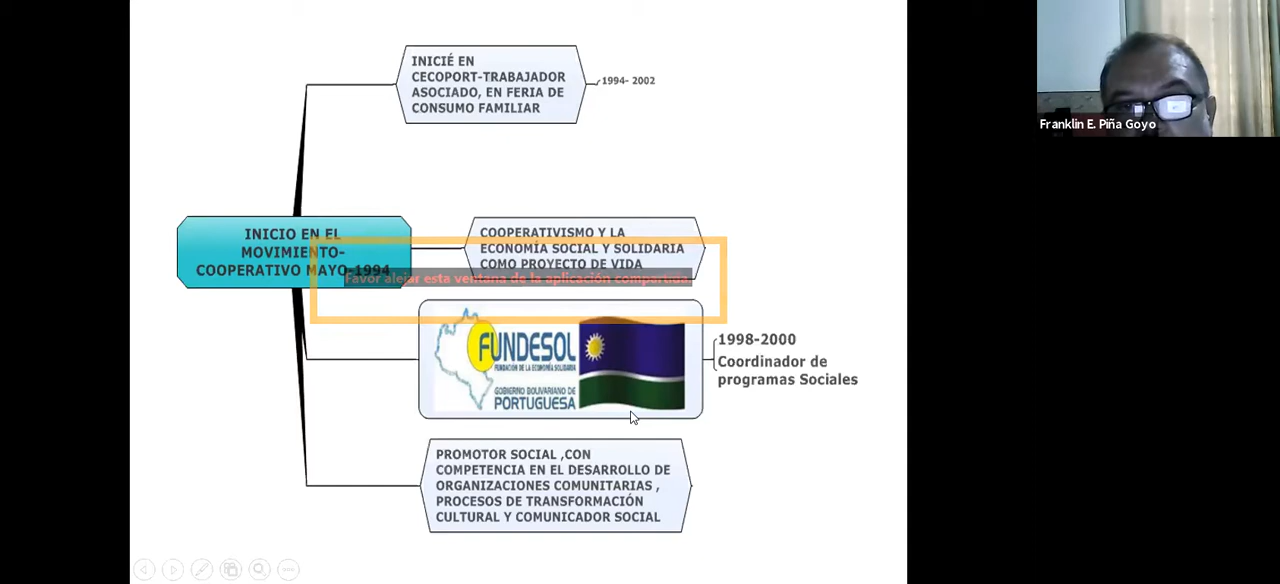 INICIÉ EN
CECOPORT-TRABAJADOR
ASOCIADO, EN FERIA DE
CONSUMO FAMILIAR
1994- 2002
Franklin E. Piña Goyo
INICIO EN EL
MOVIMIENTO-
COOPERATIVO MAYO-1994
COOPERATIVISMO Y LA
ECONOMÍA SOCIAL Y SOLIDARIA
COMO PROYECTO DE VIDA
Favor alejar esta ventana de la aplicación compartida.
FUNDESOL
FUNDACIÓN DE LA ECONOMÍA SOLIDARIA
GOBIERNO BOLIVARIANO DE
PORTUGUESA
1998-2000
Coordinador de
programas Sociales
PROMOTOR SOCIAL ,CON
COMPETENCIA EN EL DESARROLLO DE
ORGANIZACIONES COMUNITARIAS ,
PROCESOS DE TRANSFORMACIÓN
CULTURAL Y COMUNICADOR SOCIAL